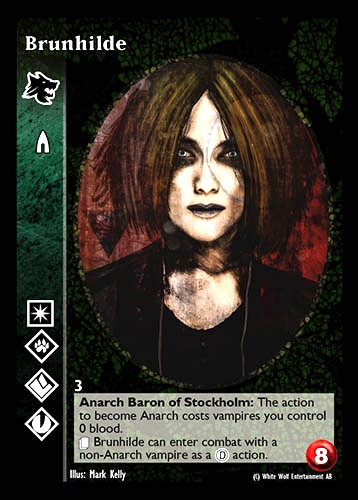 Brunhilde
3
Anarch Baron of Stockholm: The action
to become Anarch costs vampires you control
0 blood.
Brunhilde can enter combat with a
non-Anarch vampire as a D action.
8
Illus: Mark Kelly
(C) White Wolf Entertainment AB